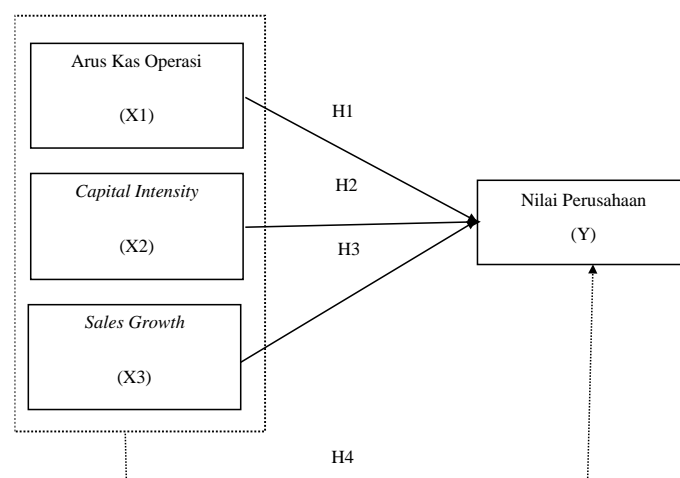 Arus Kas Operasi
(X1)
H1
Capital Intensity
(X2)
H2
Nilai Perusahaan
(Y)
H3
Sales Growth
(X3)
H4